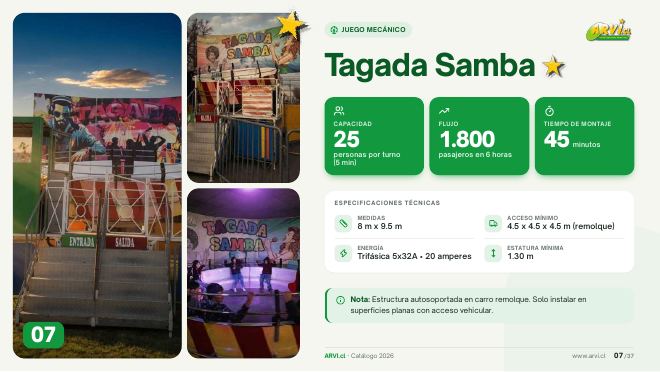 TAGADA
ENTRADA
SALIDA
07
TAGADA
SAMBA
TAGADA
SAMBA
JUEGO MECÁNICO
ARVI.cl
Tagada Samba
CAPACIDAD
25
personas por turno
(5 min)
FLUJO
1.800
pasajeros en 6 horas
TIEMPO DE MONTAJE
45 minutos
ESPECIFICACIONES TÉCNICAS
MEDIDAS
8 m x 9.5 m
ACCESO MÍNIMO
4.5 x 4.5 x 4.5 m (remolque)
ENERGÍA
Trifásica 5x32A • 20 amperes
ESTATURA MÍNIMA
1.30 m
Nota: Estructura autosoportada en carro remolque. Solo instalar en
superficies planas con acceso vehicular.
ARVI.cl · Catálogo 2026
www.arvi.cl 07 /37